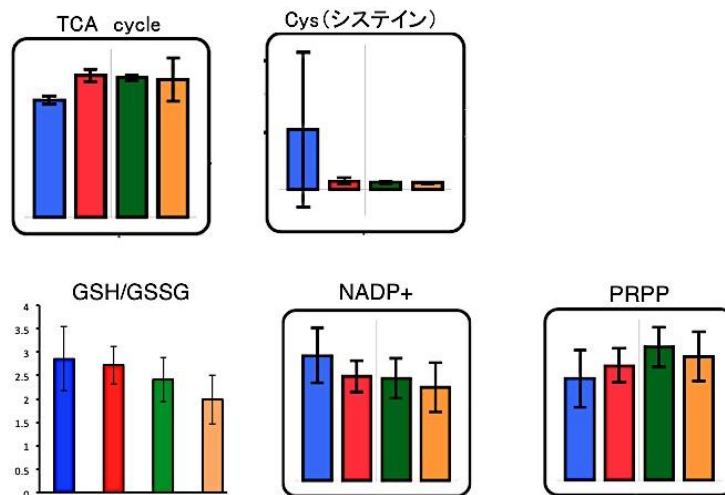 TCA cycle
Cys(システイン)
GSH/GSSG
NADP+
PRPP
4
3.5
3
2.5
2
1.5
1
0.5
0